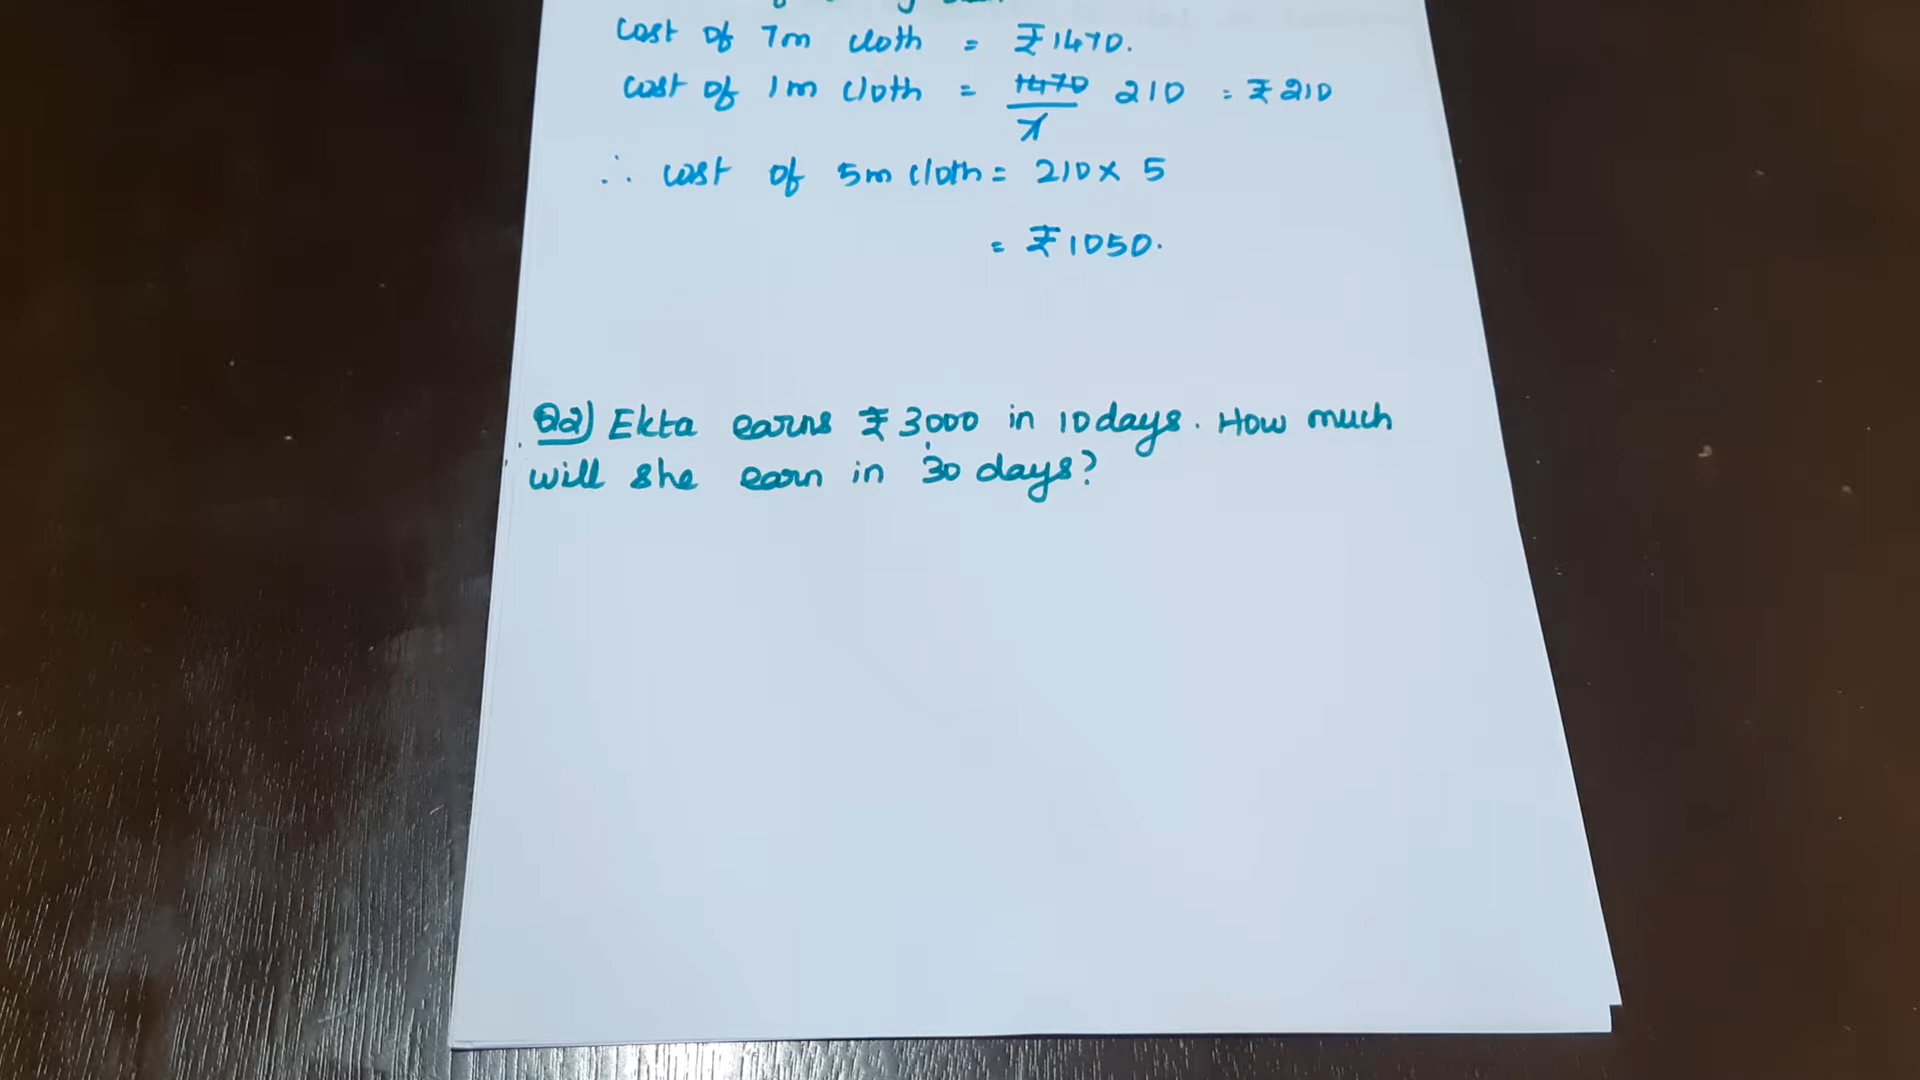 Cost of 7m cloth = ₹1470.
Cost of 1m cloth = 1470/7 210 = ₹210
∴ cost of 5m cloth = 210 × 5
= ₹1050.
Q2) Ekta earns ₹3000 in 10 days. How much
will she earn in 30 days?